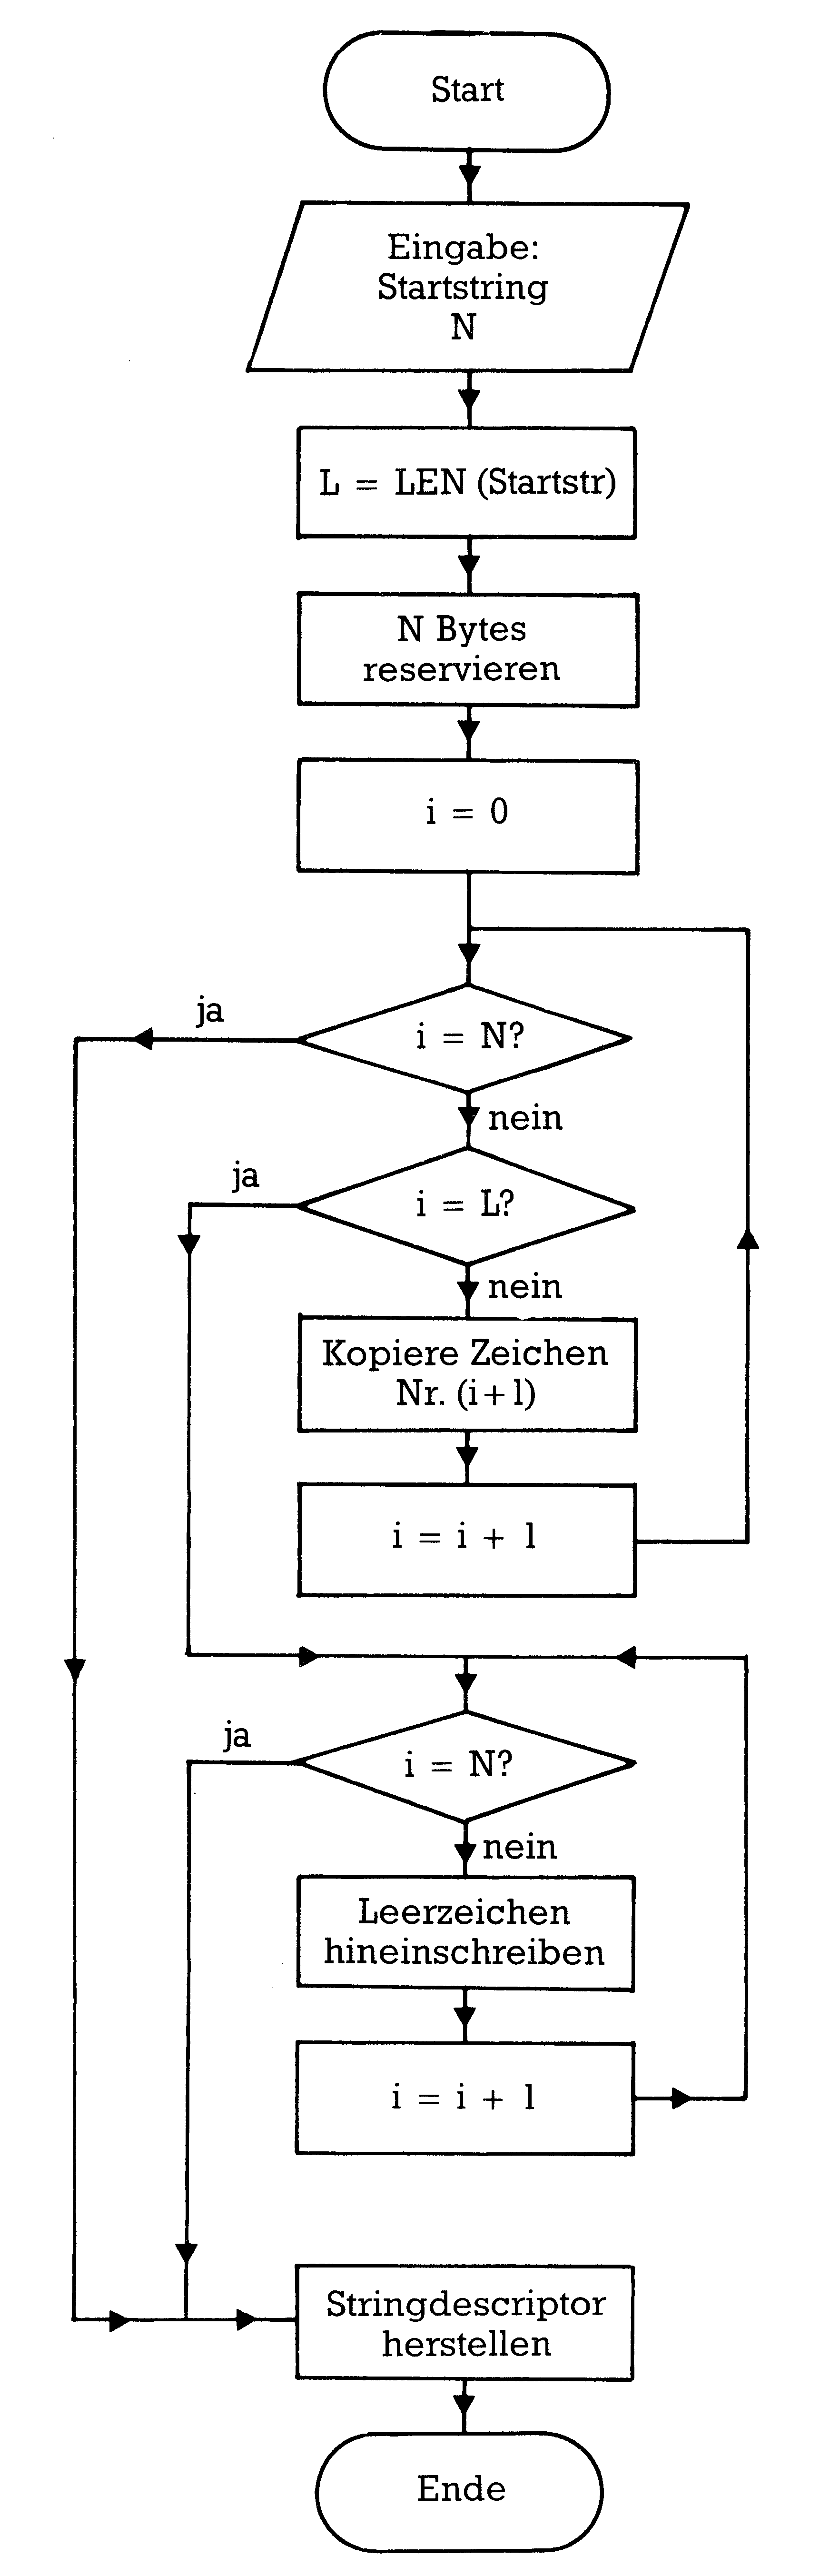 Start
Eingabe:
Startstring
N
L = LEN (Startstr)
N Bytes
reservieren
i = 0
ja
i = N?
nein
ja
i = L?
nein
Kopiere Zeichen
Nr. (i+1)
i = i + 1
ja
i = N?
nein
Leerzeichen
hineinschreiben
i = i + 1
Stringdescriptor
herstellen
Ende